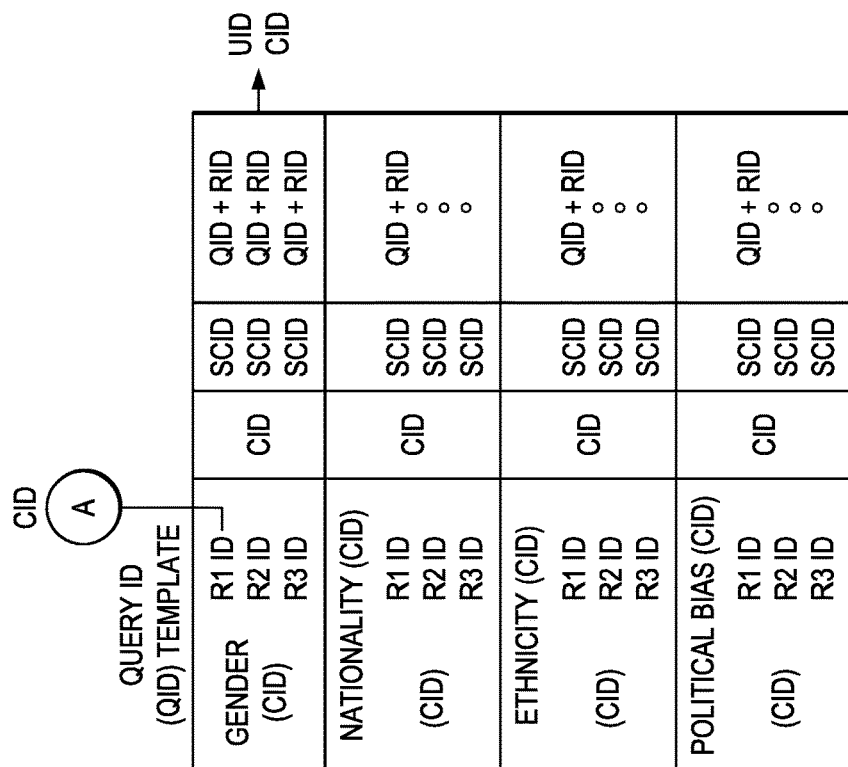 CID
A
QUERY ID
(QID) TEMPLATE
UID
CID
GENDER
(CID)
R1 ID
R2 ID
R3 ID
CID
SCID
SCID
SCID
QID + RID
QID + RID
QID + RID
NATIONALITY (CID)
(CID)
R1 ID
R2 ID
R3 ID
CID
SCID
SCID
SCID
QID + RID
ETHNICITY (CID)
(CID)
R1 ID
R2 ID
R3 ID
CID
SCID
SCID
SCID
QID + RID
POLITICAL BIAS (CID)
(CID)
R1 ID
R2 ID
R3 ID
CID
SCID
SCID
SCID
QID + RID